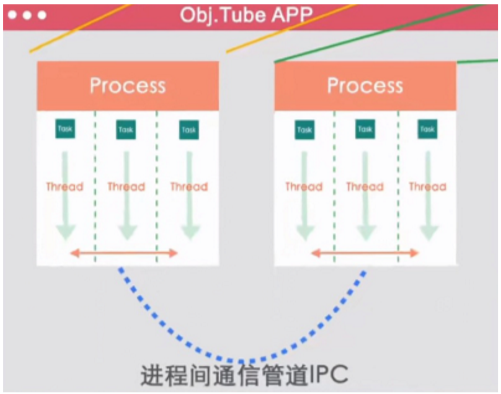 Obj.Tube APP
Process
Process
Task Task Task
Task Task Task
Thread Thread Thread
Thread Thread Thread
进程间通信管道IPC